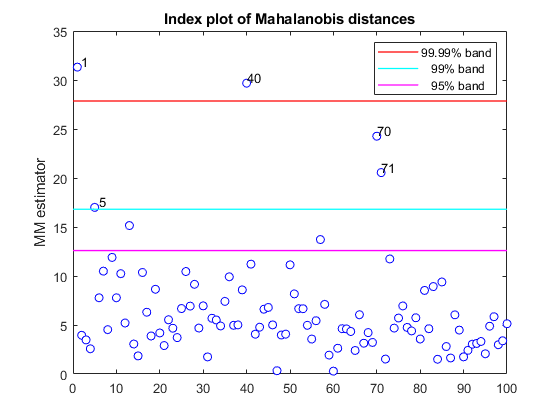 Index plot of Mahalanobis distances
35
30
25
20
15
10
5
0
MM estimator
1
40
70
71
5
99.99% band
99% band
95% band
0 10 20 30 40 50 60 70 80 90 100